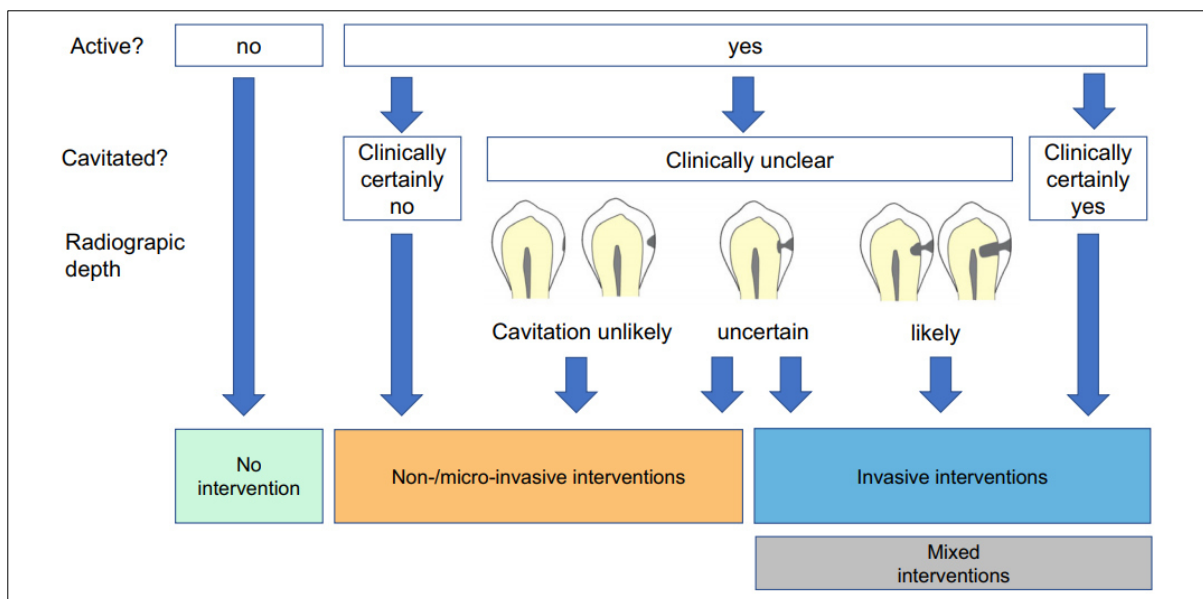 Active?
no
yes
Cavitated?
Clinically
certainly
no
Clinically unclear
Clinically
certainly
yes
Radiograpic
depth
Cavitation unlikely
uncertain
likely
No
intervention
Non-/micro-invasive interventions
Invasive interventions
Mixed
interventions